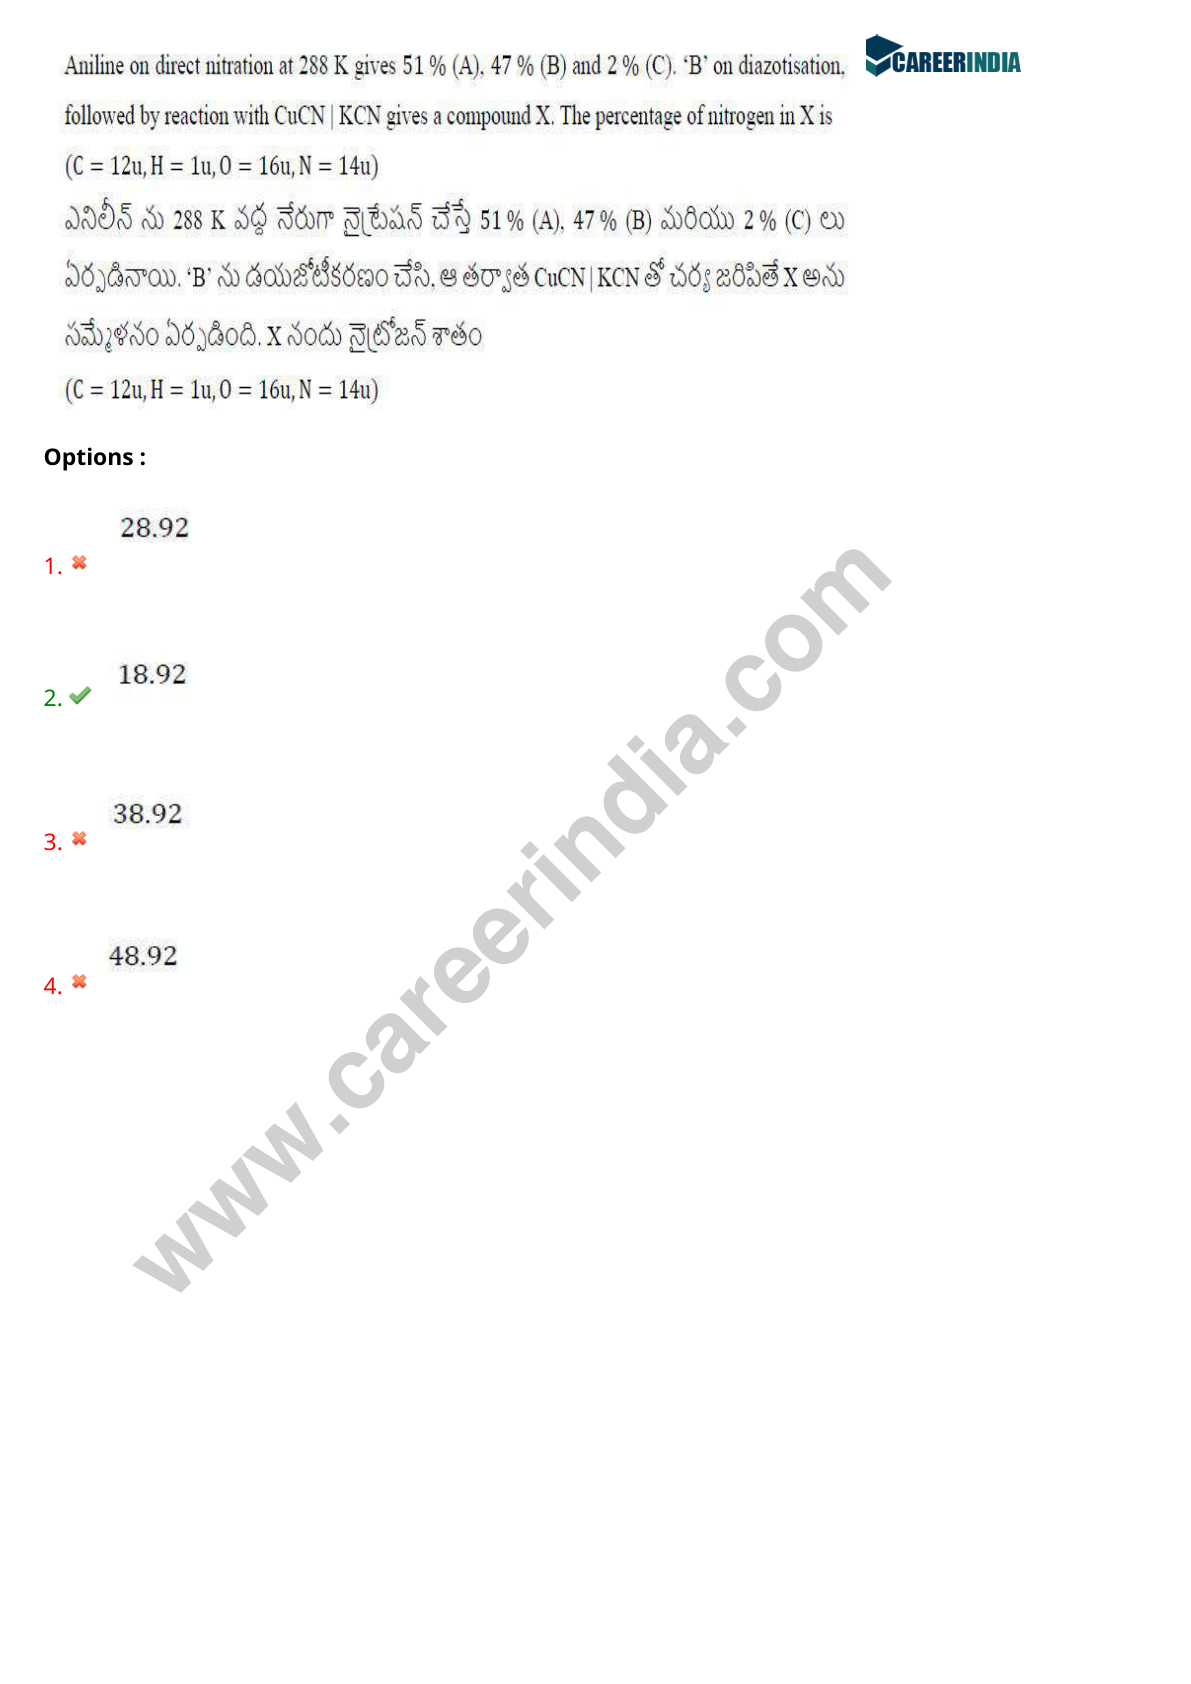 CAREERINDIA
Aniline on direct nitration at 288 K gives 51 % (A), 47 % (B) and 2 % (C). ‘B’ on diazotisation,
followed by reaction with CuCN | KCN gives a compound X. The percentage of nitrogen in X is
(C = 12u, H = 1u, O = 16u, N = 14u)
ఎనిలీన్ ను 288 K వద్ద నేరుగా నైట్రేషన్ చేస్తే 51 % (A), 47 % (B) మరియు 2 % (C) లు
ఏర్పడినాయి. ‘B’ ను డయజోటీకరణం చేసి, ఆ తర్వాత CuCN | KCN తో చర్య జరిపితే X అను
సమ్మేళనం ఏర్పడింది. X నందు నైట్రోజన్ శాతం
(C = 12u, H = 1u, O = 16u, N = 14u)
Options :
28.92
1.
18.92
2.
38.92
3.
48.92
4.
www.careerindia.com